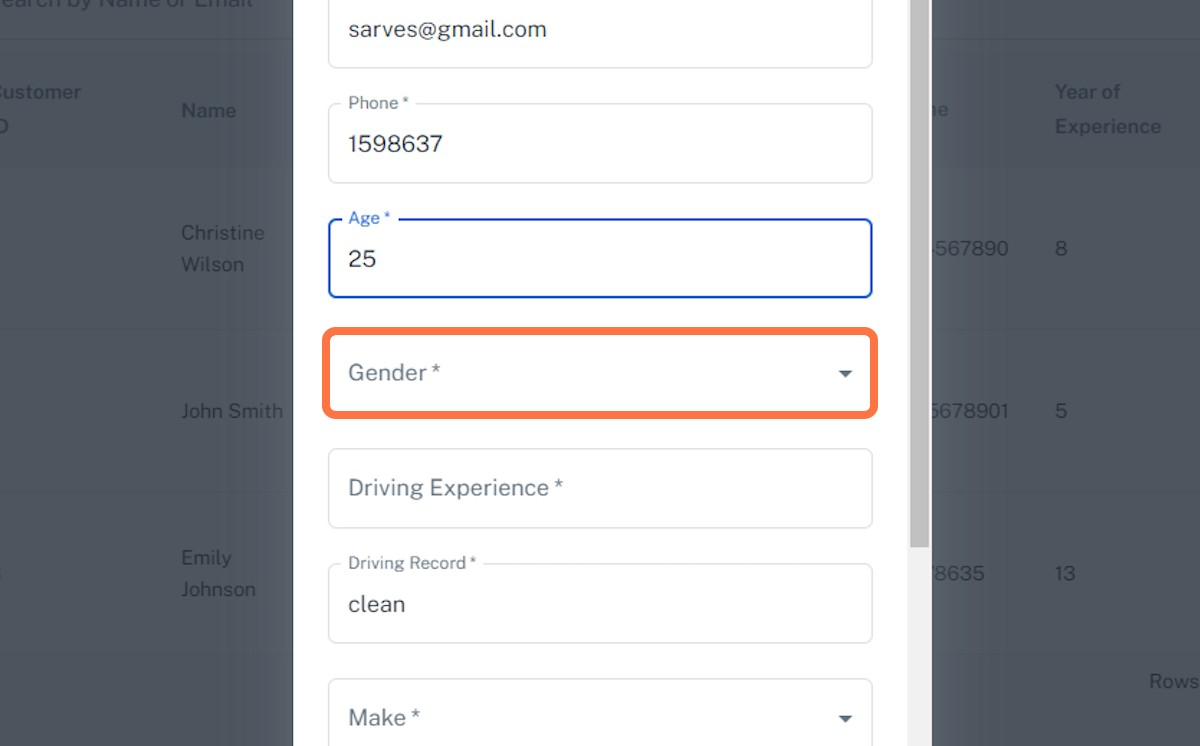 sarves@gmail.com
Customer
Name
Year of
Experience
Phone *
1598637
Christine
Wilson
567890
8
Age *
25
Gender *
John Smith
5678901
5
Driving Experience *
Emily
Johnson
78635
13
Driving Record *
clean
Rows
Make *